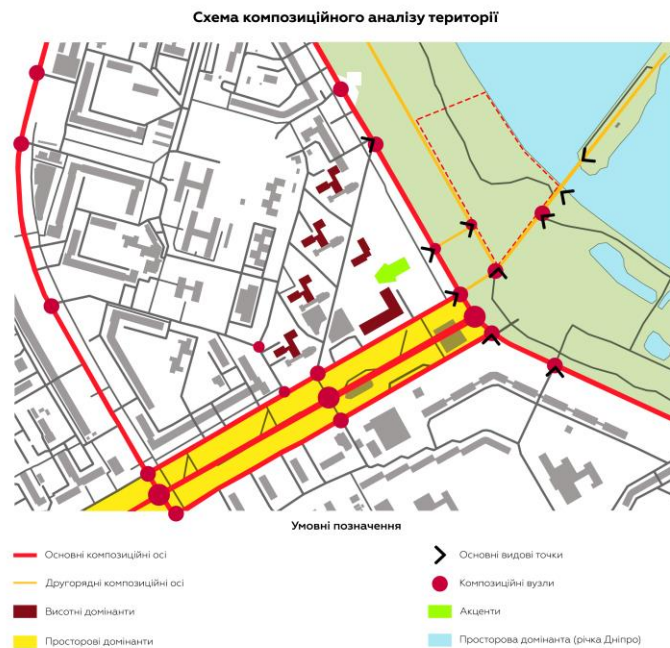 Схема композиційного аналізу території
Умовні позначення
Основні композиційні осі
Другорядні композиційні осі
Висотні домінанти
Просторові домінанти
Основні видові точки
Композиційні вузли
Акценти
Просторова домінанта (річка Дніпро)